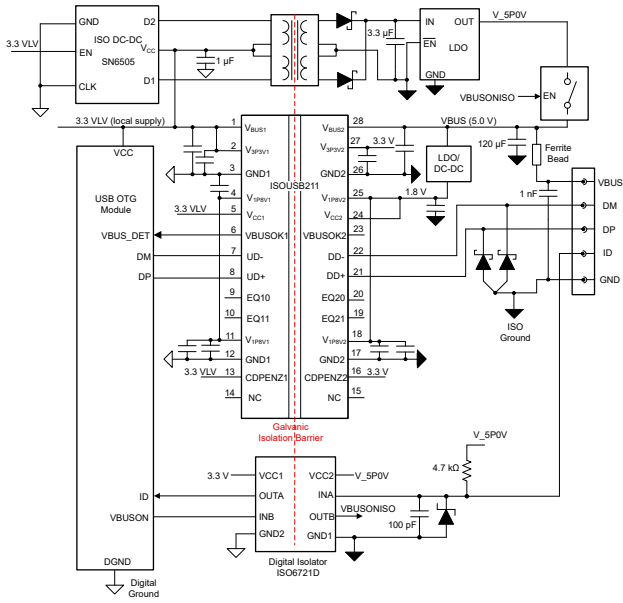 GND
ISO DC-DC
SN6505
D2
3.3 VLV
EN
VCC
CLK
D1
1 µF
3.3 µF
IN
OUT
EN
LDO
GND
V_5P0V
VBUSONISO
EN
3.3 VLV (local supply)
VCC
USB OTG
Module
VBUS_DET
DM
DP
ID
VBUSON
DGND
Digital
Ground
ISOUSB211
1
VBUS1
2
V3P3V1
3
GND1
4
V1P8V1
3.3 VLV
5
VCC1
6
VBUSOK1
7
UD-
8
UD+
9
EQ10
10
EQ11
11
V1P8V1
12
GND1
3.3 VLV
13
CDPENZ1
14
NC
VBUS2
28
VBUS (5.0 V)
V3P3V2
27
3.3 V
GND2
26
V1P8V2
25
1.8 V
VCC2
24
VBUSOK2
23
DD-
22
DD+
21
EQ20
20
EQ21
19
V1P8V2
18
GND2
17
CDPENZ2
16
3.3 V
NC
15
LDO/
DC-DC
120 µF
Ferrite
Bead
1 nF
VBUS
DM
DP
ID
GND
ISO
Ground
Galvanic
Isolation Barrier
3.3 V
VCC1
OUTA
INB
GND2
VCC2
V_5P0V
INA
OUTB
VBUSONISO
GND1
Digital Isolator
ISO6721D
V_5P0V
4.7 kΩ
100 pF